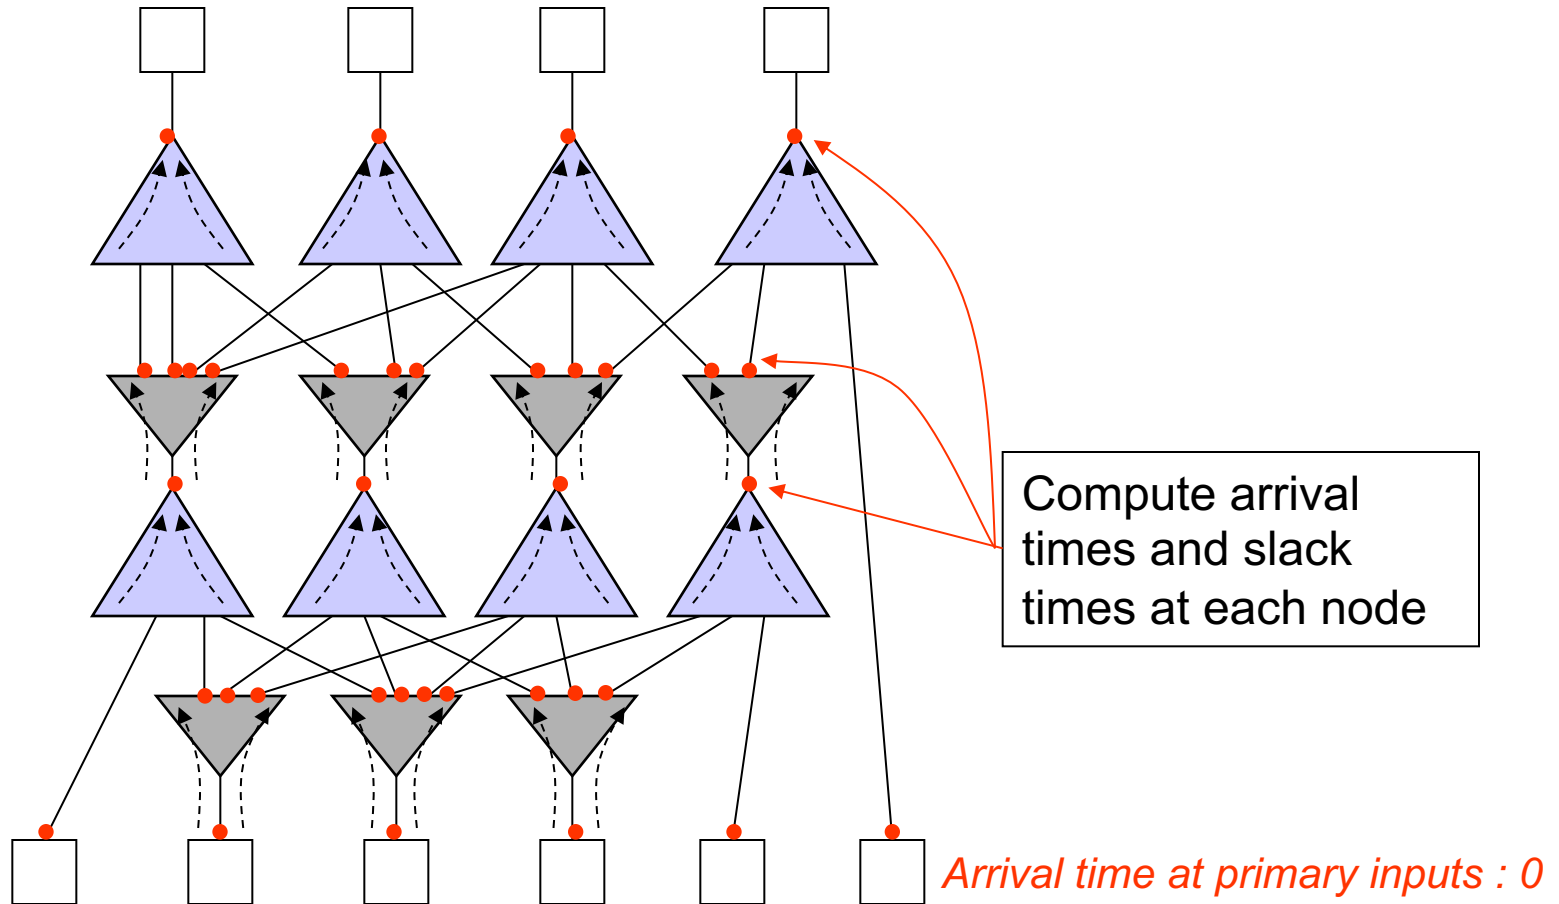 Compute arrival
times and slack
times at each node
Arrival time at primary inputs : 0